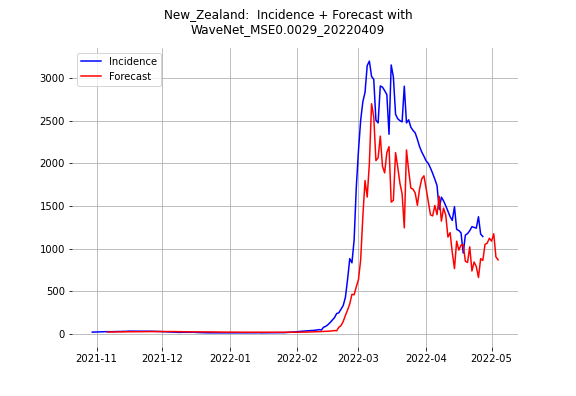 New_Zealand:  Incidence + Forecast with
WaveNet_MSE0.0029_20220409
Incidence
Forecast
3000
2500
2000
1500
1000
500
0
2021-11 2021-12 2022-01 2022-02 2022-03 2022-04 2022-05